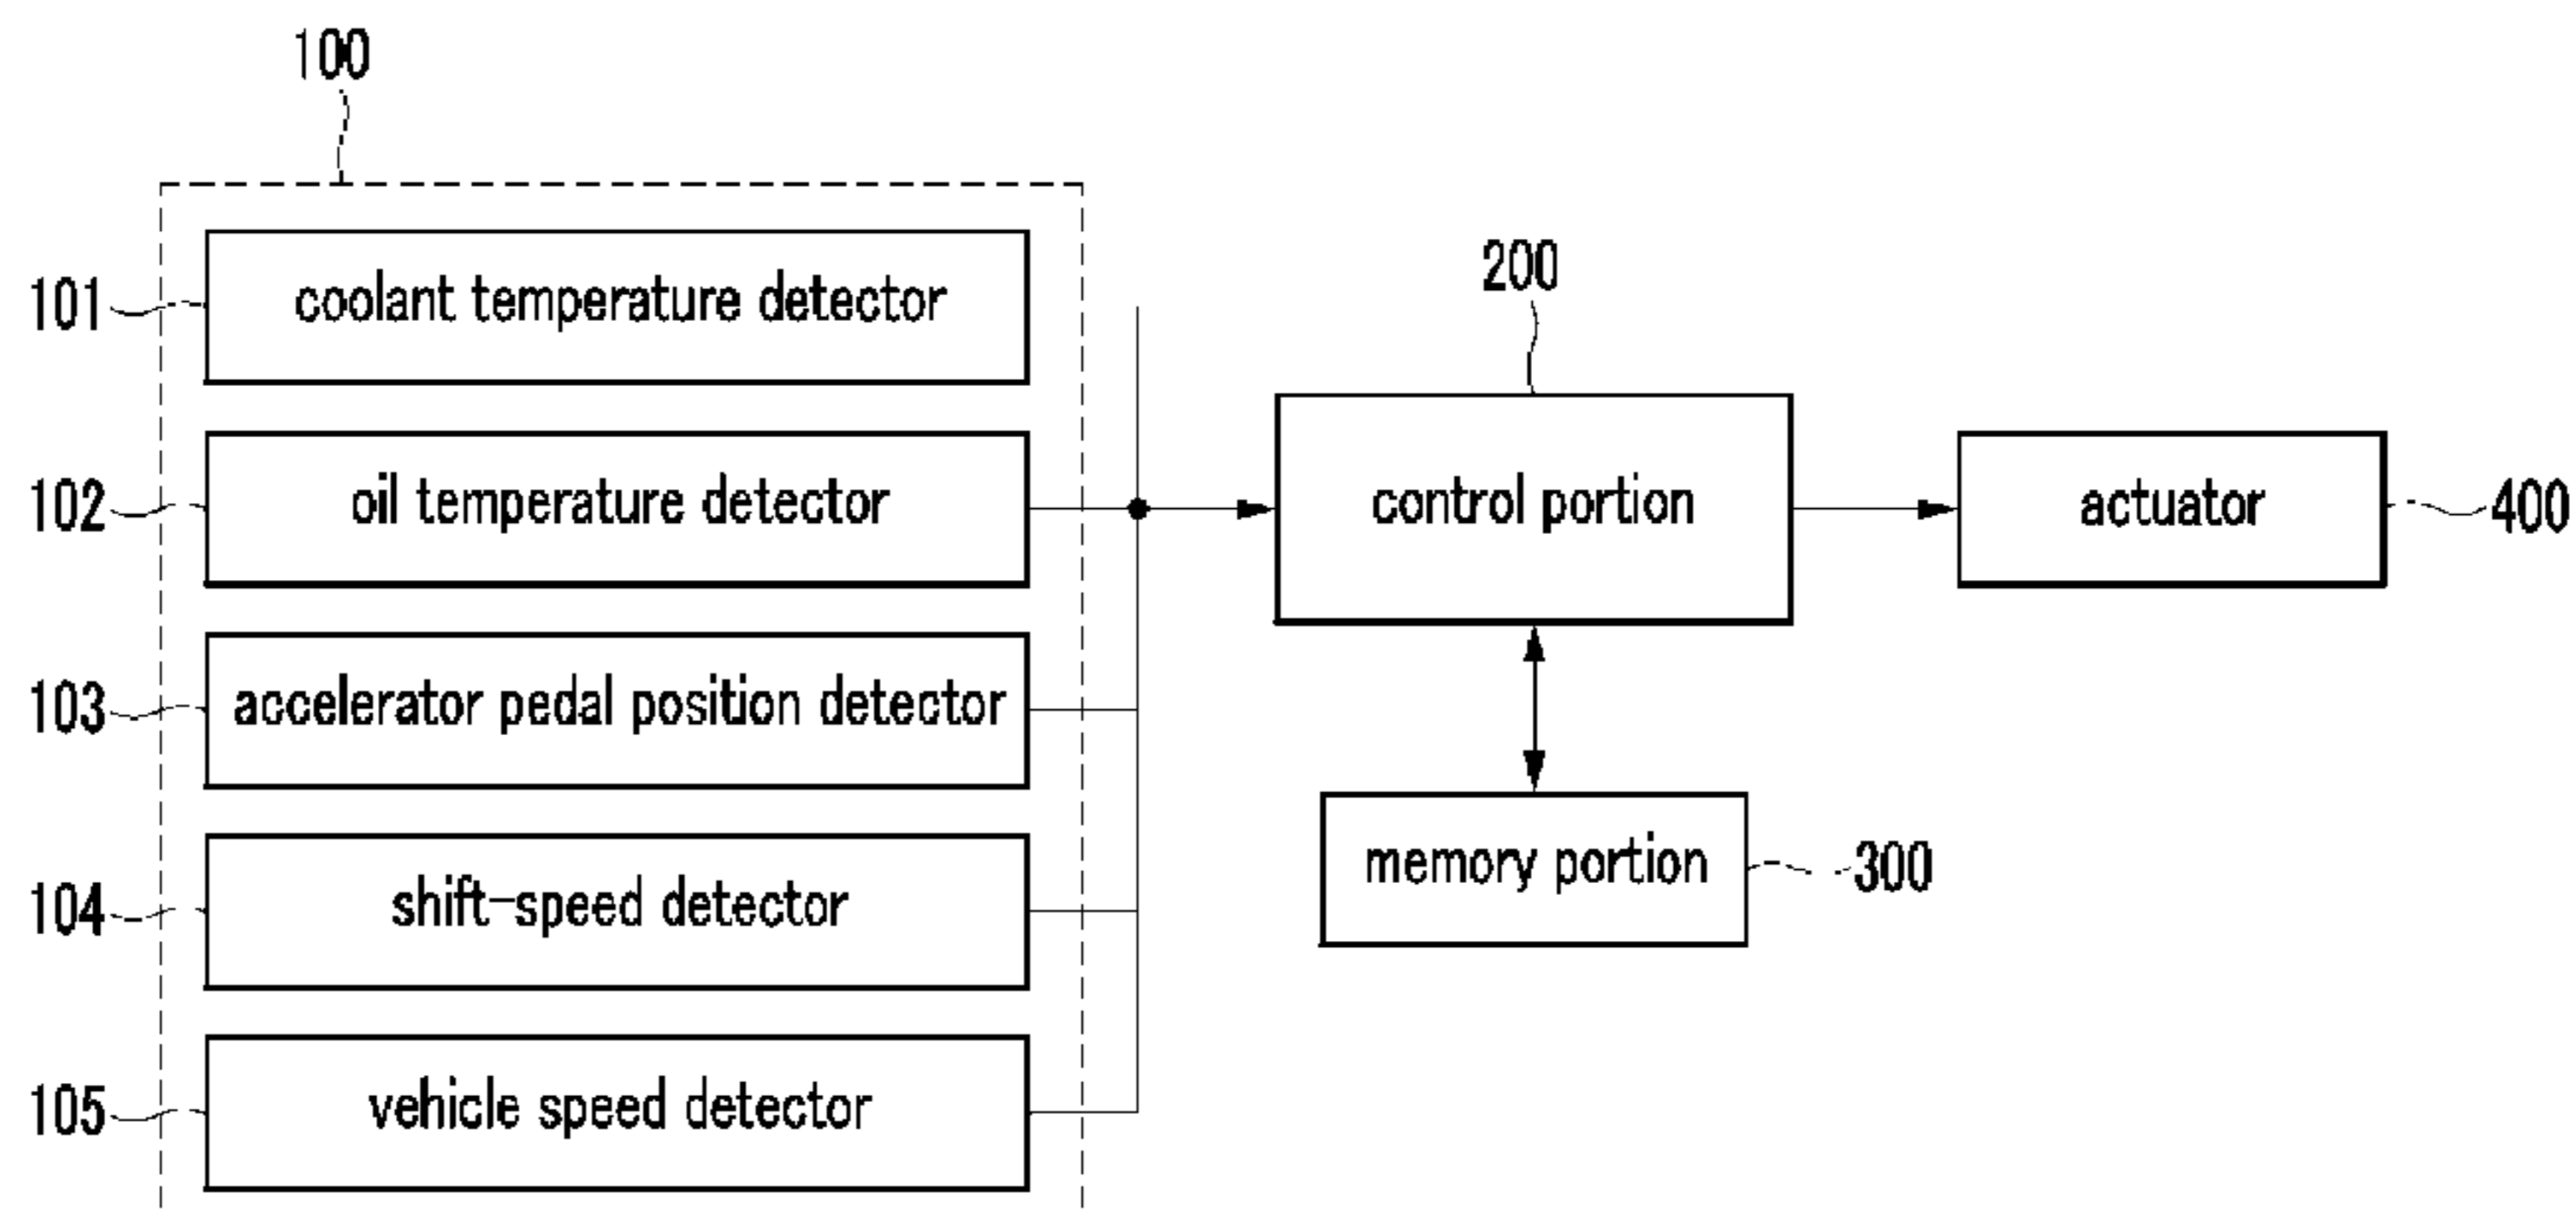 100
101
coolant temperature detector
200
102
oil temperature detector
control portion
actuator
400
103
accelerator pedal position detector
memory portion
300
104
shift-speed detector
105
vehicle speed detector